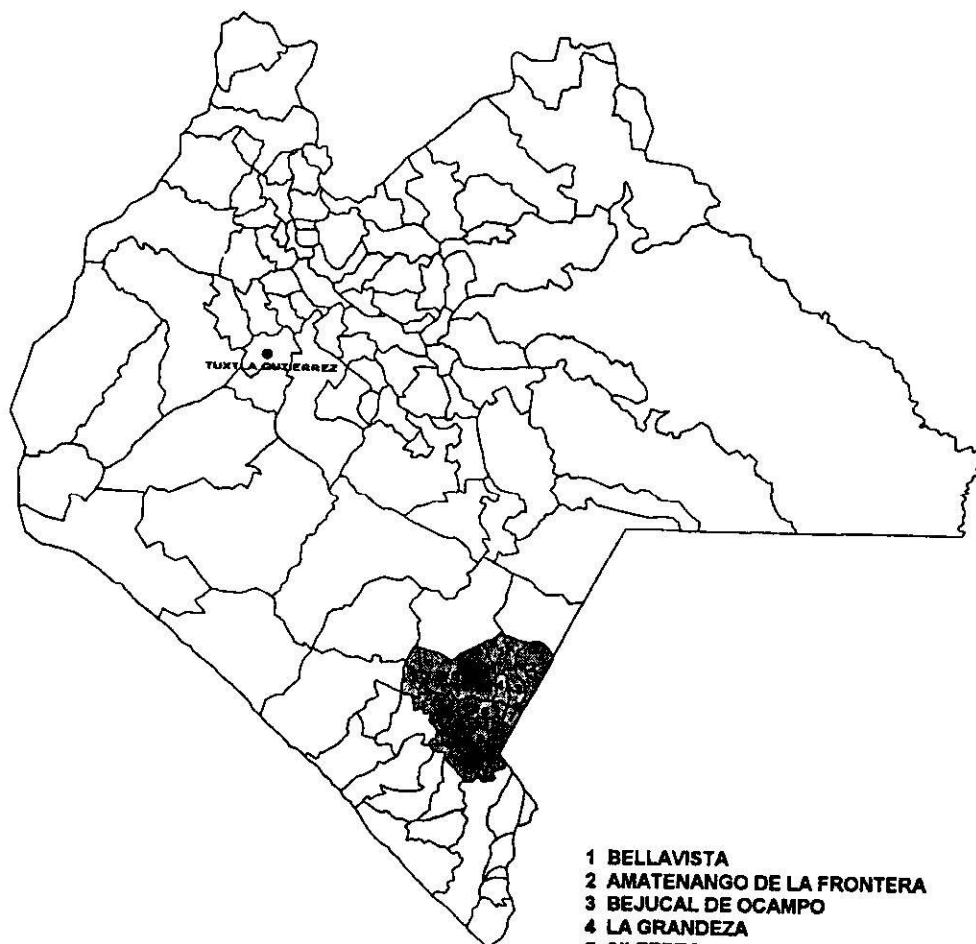 TUXTLA GUTIERREZ
1 BELLAVISTA
2 AMATENANGO DE LA FRONTERA
3 BEJUCAL DE OCAMPO
4 LA GRANDEZA